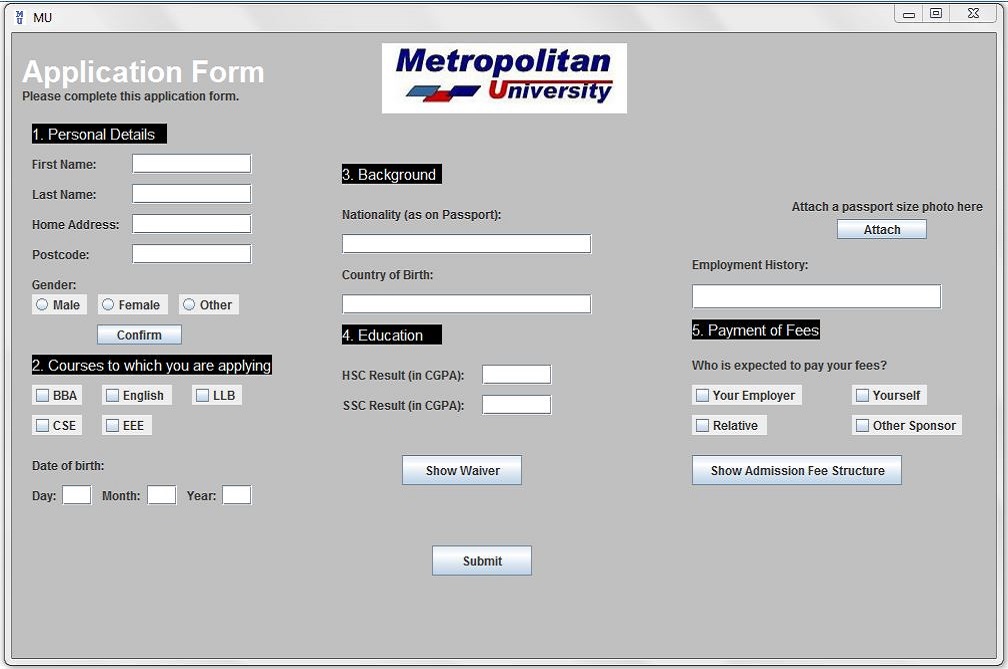 MU
Application Form
Please complete this application form.
Metropolitan
University
1. Personal Details
First Name:
Last Name:
Home Address:
Postcode:
Gender:
Male Female Other
Confirm
2. Courses to which you are applying
BBA English LLB
CSE EEE
Date of birth:
Day: Month: Year:
3. Background
Nationality (as on Passport):
Country of Birth:
4. Education
HSC Result (in CGPA):
SSC Result (in CGPA):
Show Waiver
Submit
Attach a passport size photo here
Attach
Employment History:
5. Payment of Fees
Who is expected to pay your fees?
Your Employer Yourself
Relative Other Sponsor
Show Admission Fee Structure